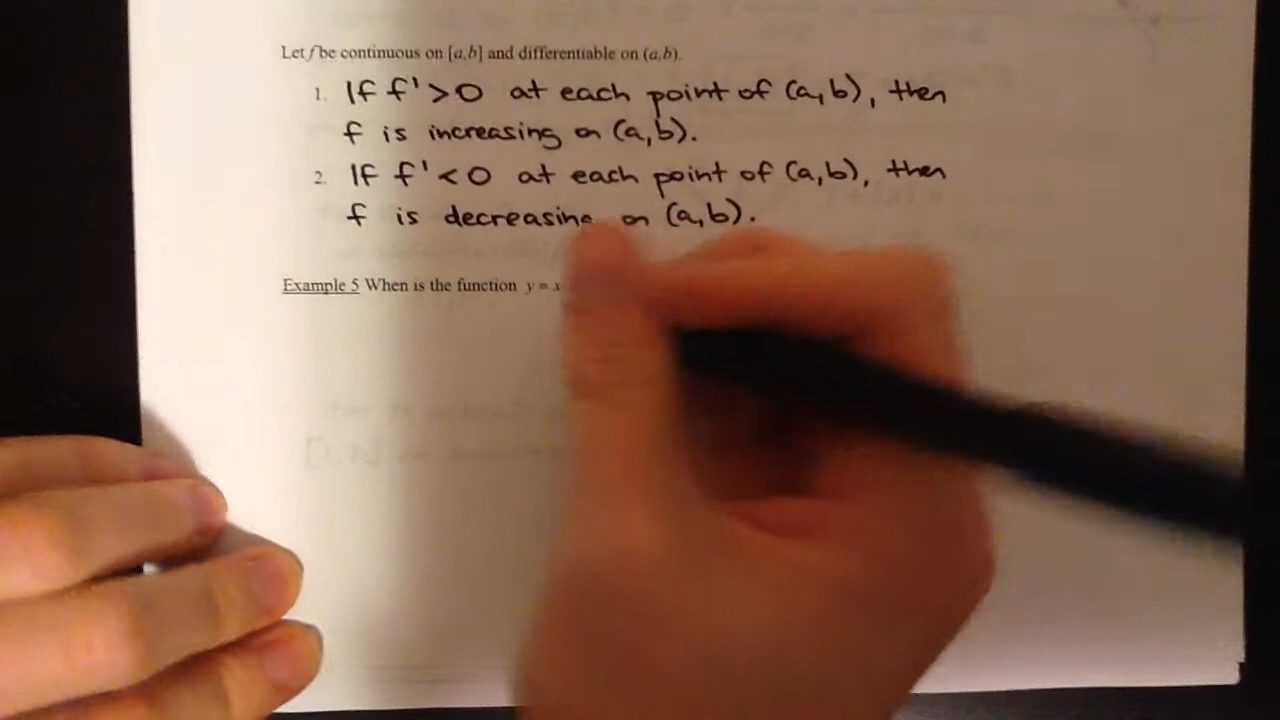 Let f be continuous on [a,b] and differentiable on (a,b).
1. If f'>0 at each point of (a,b), then
f is increasing on (a,b).
2. If f'<0 at each point of (a,b), then
f is decreasing on (a,b).
Example 5 When is the function y = x